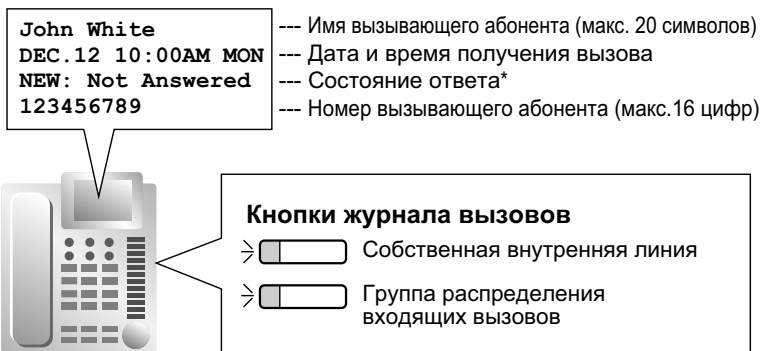 John White --- Имя вызывающего абонента (макс. 20 символов)
DEC.12 10:00AM MON --- Дата и время получения вызова
NEW: Not Answered --- Состояние ответа*
123456789 --- Номер вызывающего абонента (макс.16 цифр)
Кнопки журнала вызовов
Собственная внутренняя линия
Группа распределения
входящих вызовов